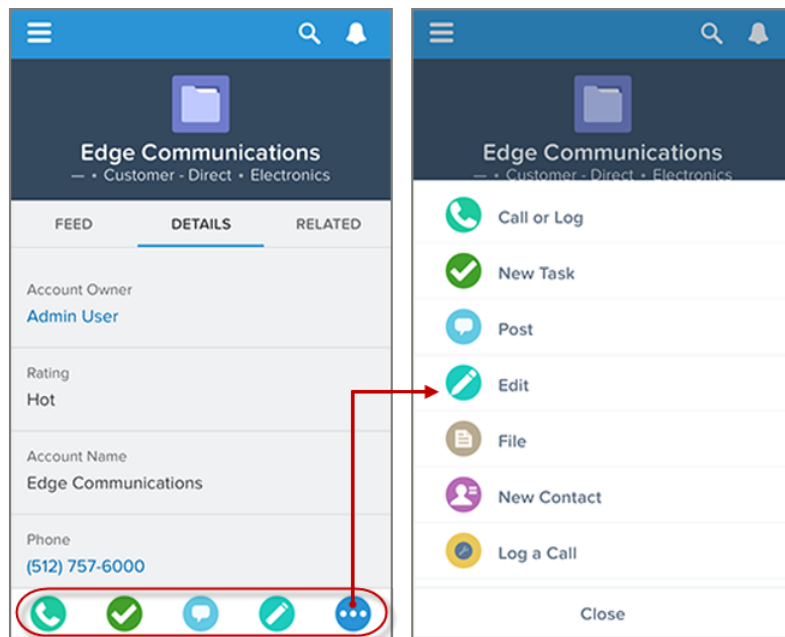 Edge Communications
— • Customer - Direct • Electronics
FEED DETAILS RELATED
Account Owner
Admin User
Rating
Hot
Account Name
Edge Communications
Phone
(512) 757-6000
Edge Communications
— • Customer - Direct • Electronics
Call or Log
New Task
Post
Edit
File
New Contact
Log a Call
Close